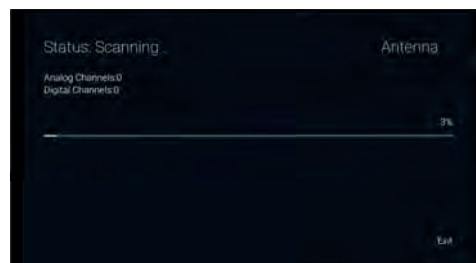 Status: Scanning
Antenna
Analog Channels:0
Digital Channels:0
3%
Exit